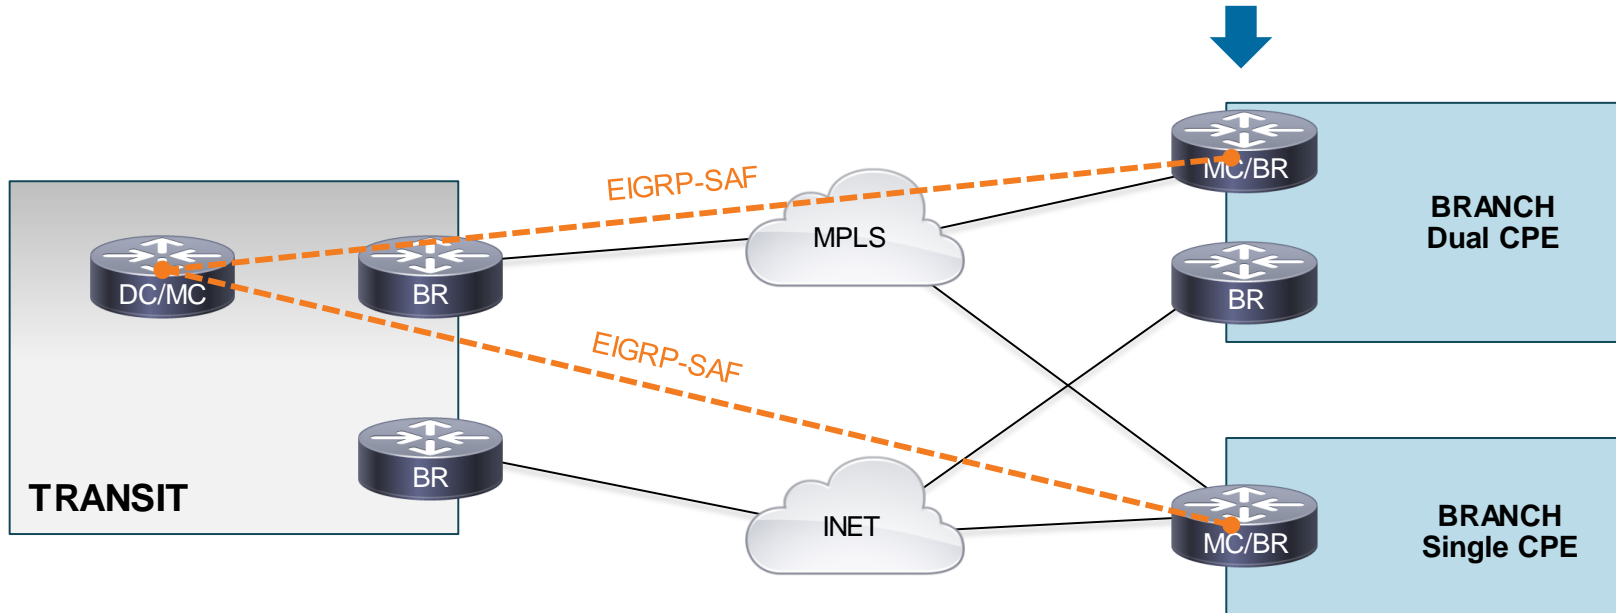 EIGRP-SAF
MC/BR
BRANCH
Dual CPE
MPLS
DC/MC
BR
BR
EIGRP-SAF
BR
TRANSIT
INET
MC/BR
BRANCH
Single CPE